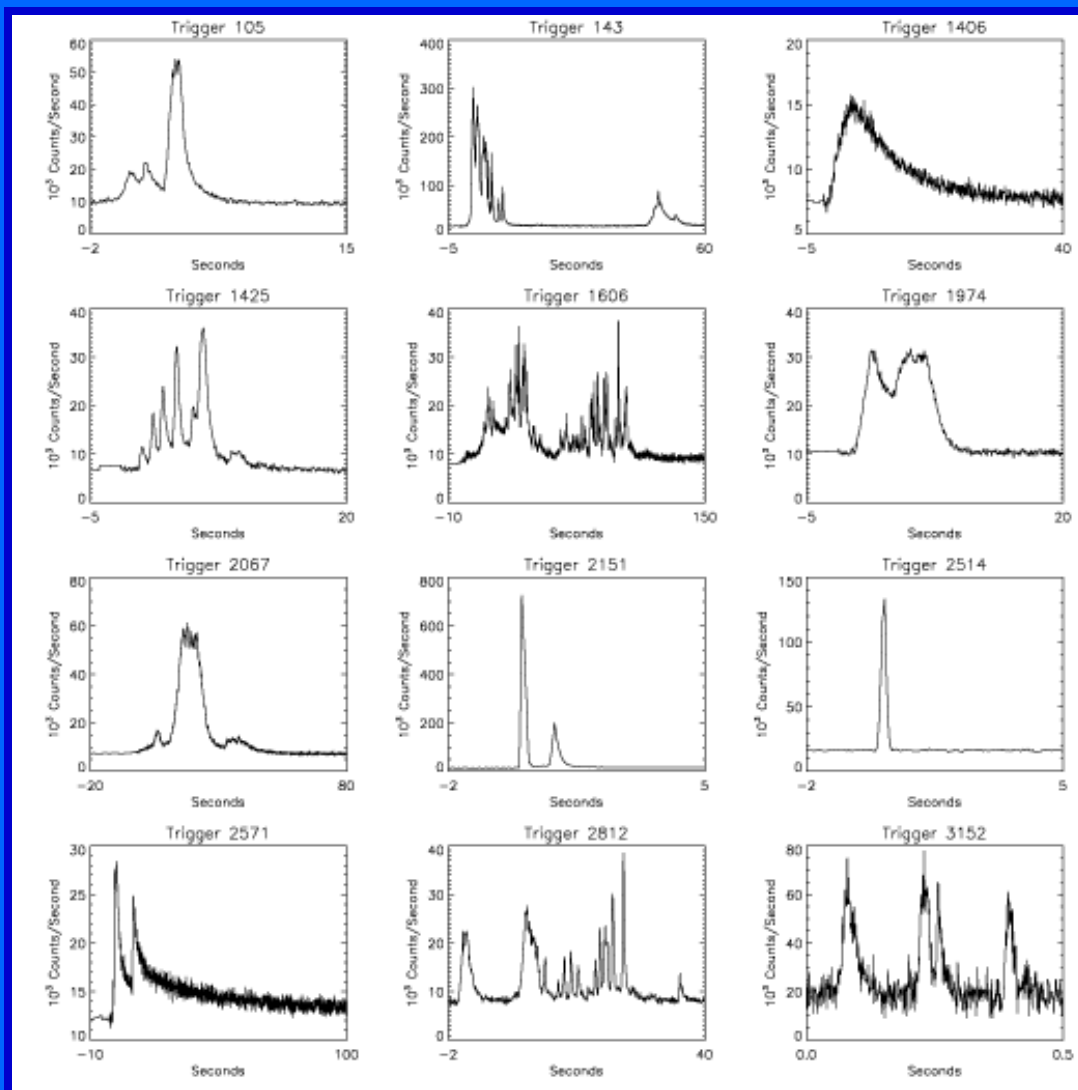 Trigger 105
Trigger 143
Trigger 1406
60
50
40
30
20
10
0
10³ Counts/Second
-2
15
Seconds
400
300
200
100
0
10³ Counts/Second
-5
60
Seconds
20
15
10
5
10³ Counts/Second
-5
40
Seconds
Trigger 1425
Trigger 1606
Trigger 1974
40
30
20
10
0
10³ Counts/Second
-5
20
Seconds
40
30
20
10
0
10³ Counts/Second
-10
150
Seconds
40
30
20
10
0
10³ Counts/Second
-5
20
Seconds
Trigger 2067
Trigger 2151
Trigger 2514
80
60
40
20
0
10³ Counts/Second
-20
80
Seconds
800
600
400
200
0
10³ Counts/Second
-2
5
Seconds
150
100
50
0
10³ Counts/Second
-2
5
Seconds
Trigger 2571
Trigger 2812
Trigger 3152
30
25
20
15
10
10³ Counts/Second
-10
100
Seconds
40
30
20
10
0
10³ Counts/Second
-2
40
Seconds
80
60
40
20
0
10³ Counts/Second
0.0
0.5
Seconds